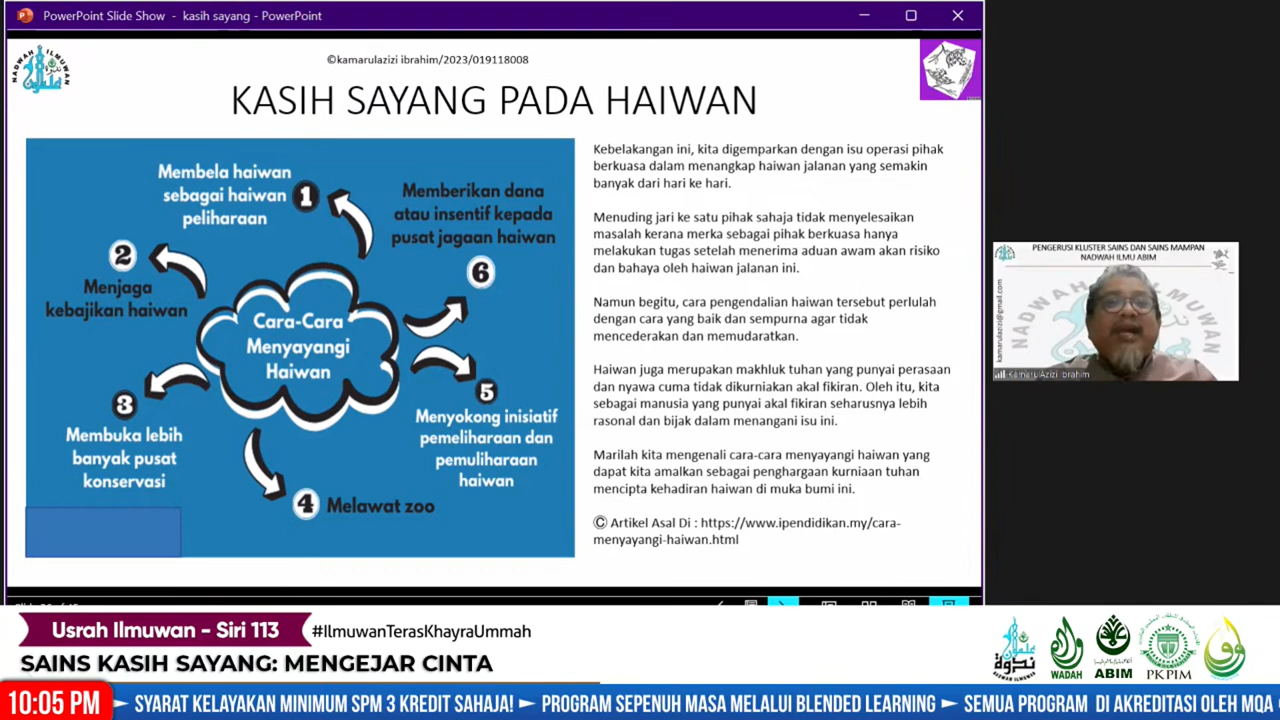 PowerPoint Slide Show - kasih sayang - PowerPoint
NADWAH ILMUWAN
©kamarulazizi ibrahim/2023/019118008
KASIH SAYANG PADA HAIWAN
Membela haiwan
sebagai haiwan
peliharaan
1
2
Menjaga
kebajikan haiwan
3
Membuka lebih
banyak pusat
konservasi
4 Melawat zoo
5
Menyokong inisiatif
pemeliharaan dan
pemuliharaan
haiwan
Memberikan dana
atau insentif kepada
pusat jagaan haiwan
6
Cara-Cara
Menyayangi
Haiwan
Kebelakangan ini, kita digemparkan dengan isu operasi pihak
berkuasa dalam menangkap haiwan jalanan yang semakin
banyak dari hari ke hari.
Menuding jari ke satu pihak sahaja tidak menyelesaikan
masalah kerana merka sebagai pihak berkuasa hanya
melakukan tugas setelah menerima aduan awam akan risiko
dan bahaya oleh haiwan jalanan ini.
Namun begitu, cara pengendalian haiwan tersebut perlulah
dengan cara yang baik dan sempurna agar tidak
mencederakan dan memudaratkan.
Haiwan juga merupakan makhluk tuhan yang punyai perasaan
dan nyawa cuma tidak dikurniakan akal fikiran. Oleh itu, kita
sebagai manusia yang punyai akal fikiran seharusnya lebih
rasonal dan bijak dalam menangani isu ini.
Marilah kita mengenali cara-cara menyayangi haiwan yang
dapat kita amalkan sebagai penghargaan kurniaan tuhan
mencipta kehadiran haiwan di muka bumi ini.
© Artikel Asal Di : https://www.ipendidikan.my/cara-
menyayangi-haiwan.html
PENGERUSI KLUSTER SAINS DAN SAINS MAMPAN
NADWAH ILMU ABIM
kamarulazizi@gmail.com
Kamarul Azizi Ibrahim
Usrah Ilmuwan - Siri 113
#IlmuwanTerasKhayraUmmah
SAINS KASIH SAYANG: MENGEJAR CINTA
WADAH
ABIM
PKPIM
10:05 PM
SYARAT KELAYAKAN MINIMUM SPM 3 KREDIT SAHAJA! PROGRAM SEPENUH MASA MELALUI BLENDED LEARNING SEMUA PROGRAM DI AKREDITASI OLEH MQA